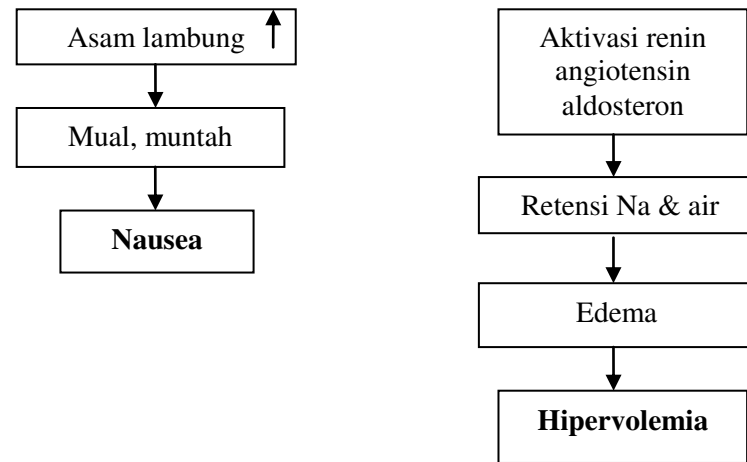 Asam lambung
Mual, muntah
Nausea
Aktivasi renin
angiotensin
aldosteron
Retensi Na & air
Edema
Hipervolemia